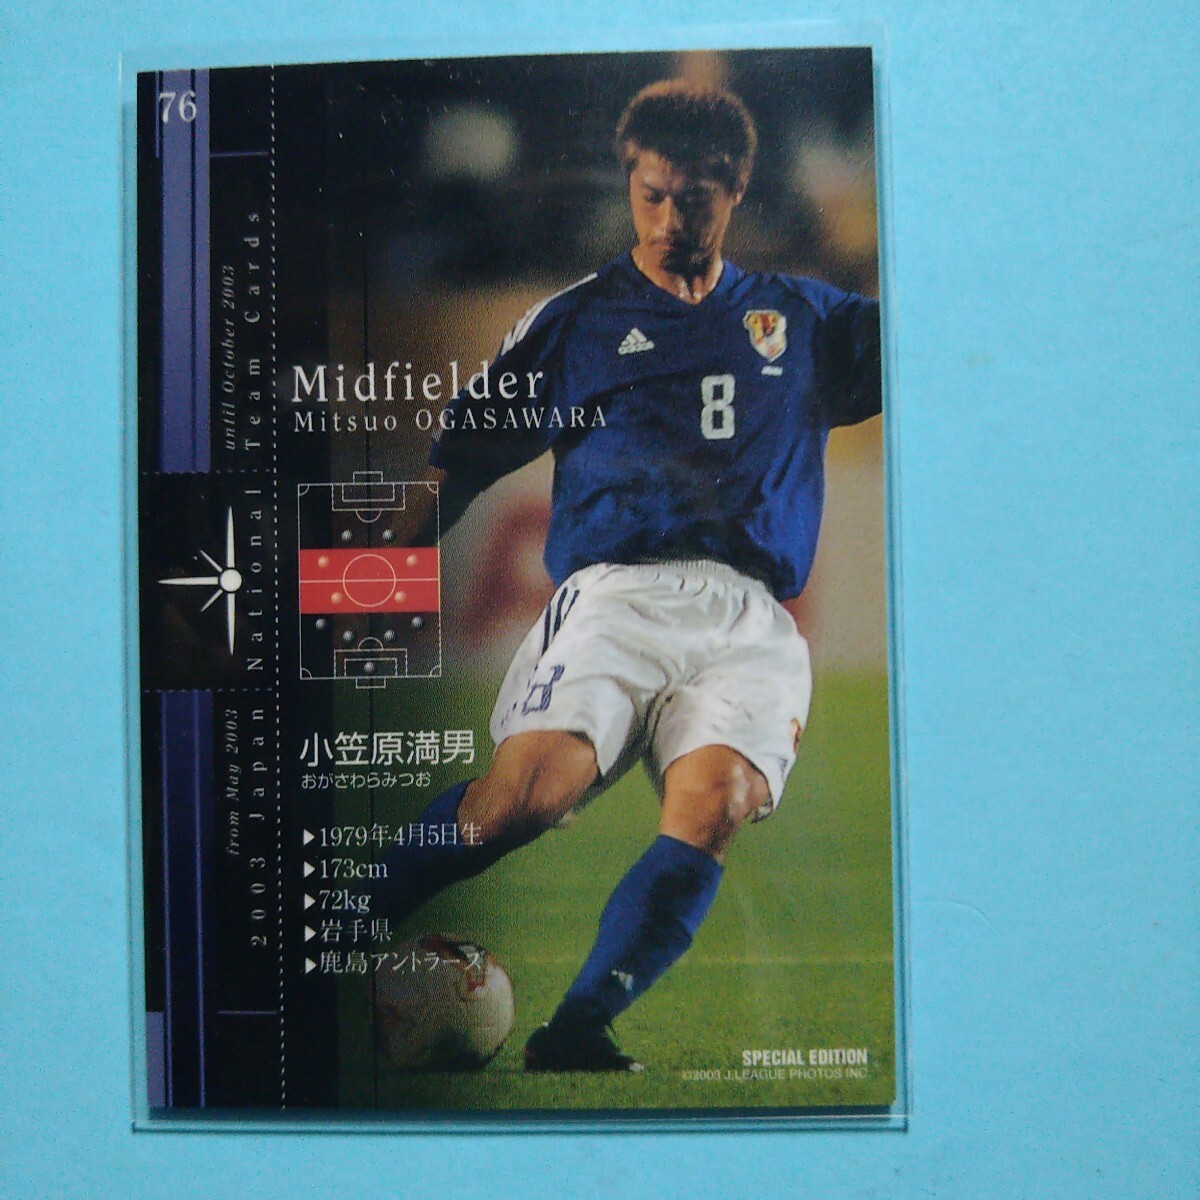 76
from May 2003
until October 2003
2003 Japan National Team Cards
Midfielder
Mitsuo OGASAWARA
adidas
8
8
小笠原満男
おがさわらみつお
▶1979年4月5日生
▶173cm
▶72kg
▶岩手県
▶鹿島アントラーズ
SPECIAL EDITION
©2003 J.LEAGUE PHOTOS INC.